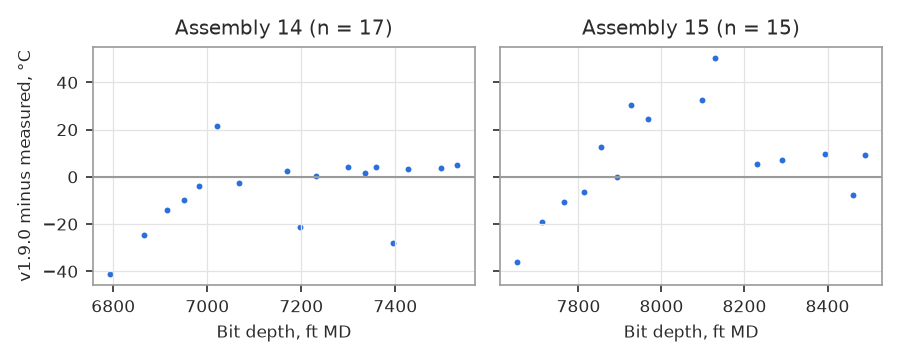 Assembly 14 (n = 17)
Assembly 15 (n = 15)
v1.9.0 minus measured, °C
40
20
0
−20
−40
6800
7000
7200
7400
7800
8000
8200
8400
Bit depth, ft MD
Bit depth, ft MD